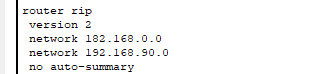 router rip
version 2
network 182.168.0.0
network 192.168.90.0
no auto-summary